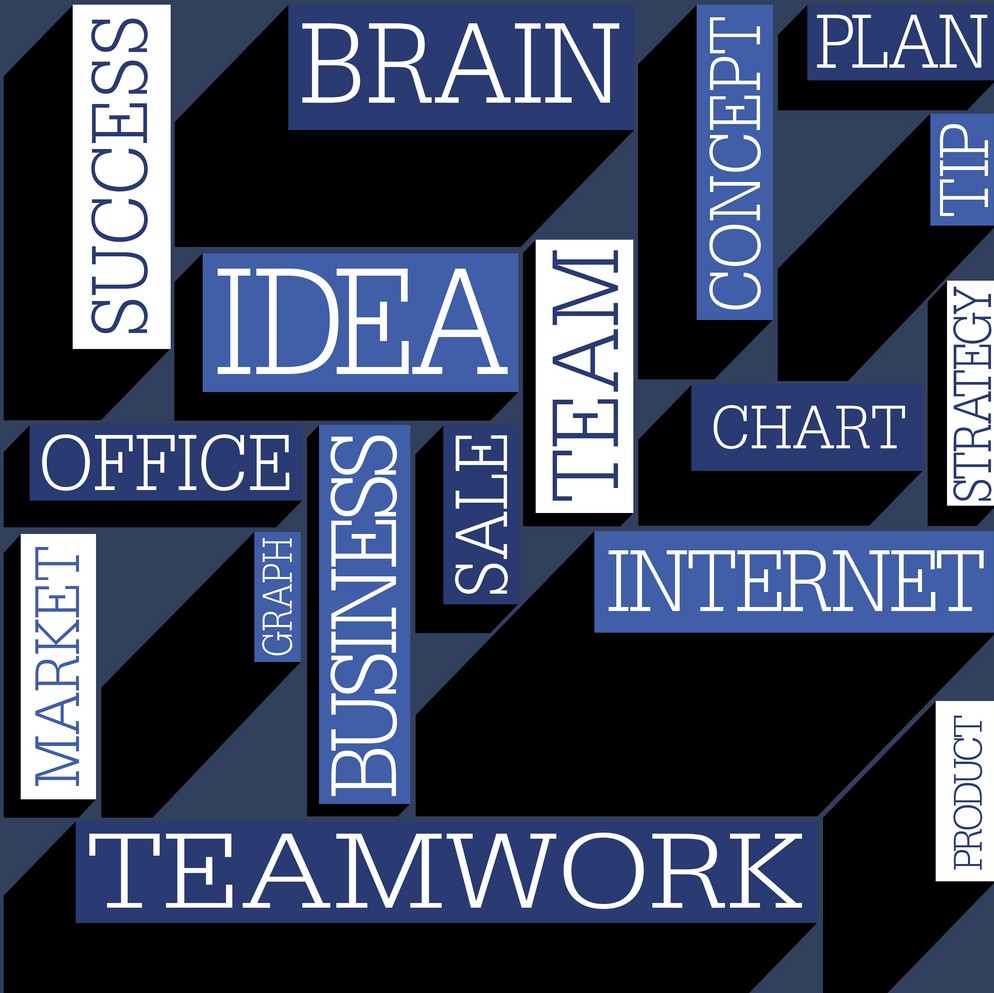 SUCCESS
BRAIN
CONCEPT
PLAN
TIP
IDEA
TEAM
STRATEGY
CHART
OFFICE
BUSINESS
SALE
INTERNET
MARKET
GRAPH
PRODUCT
TEAMWORK